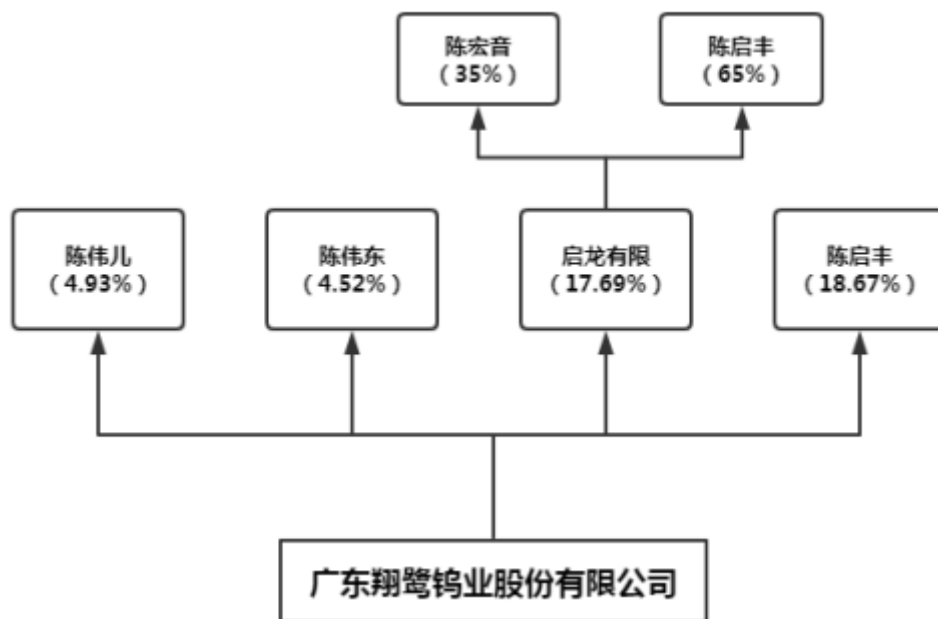 陈宏音
（35%）
陈启丰
（65%）
陈伟儿
（4.93%）
陈伟东
（4.52%）
启龙有限
（17.69%）
陈启丰
（18.67%）
广东翔鹭钨业股份有限公司